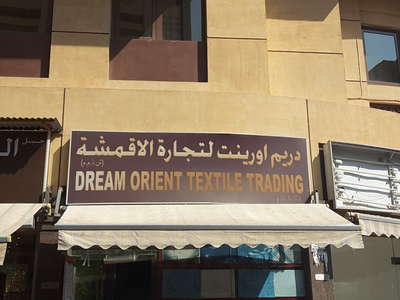 دريم اورينت لتجارة الاقمشة
(ش.ذ.م.م)
DREAM ORIENT TEXTILE TRADING